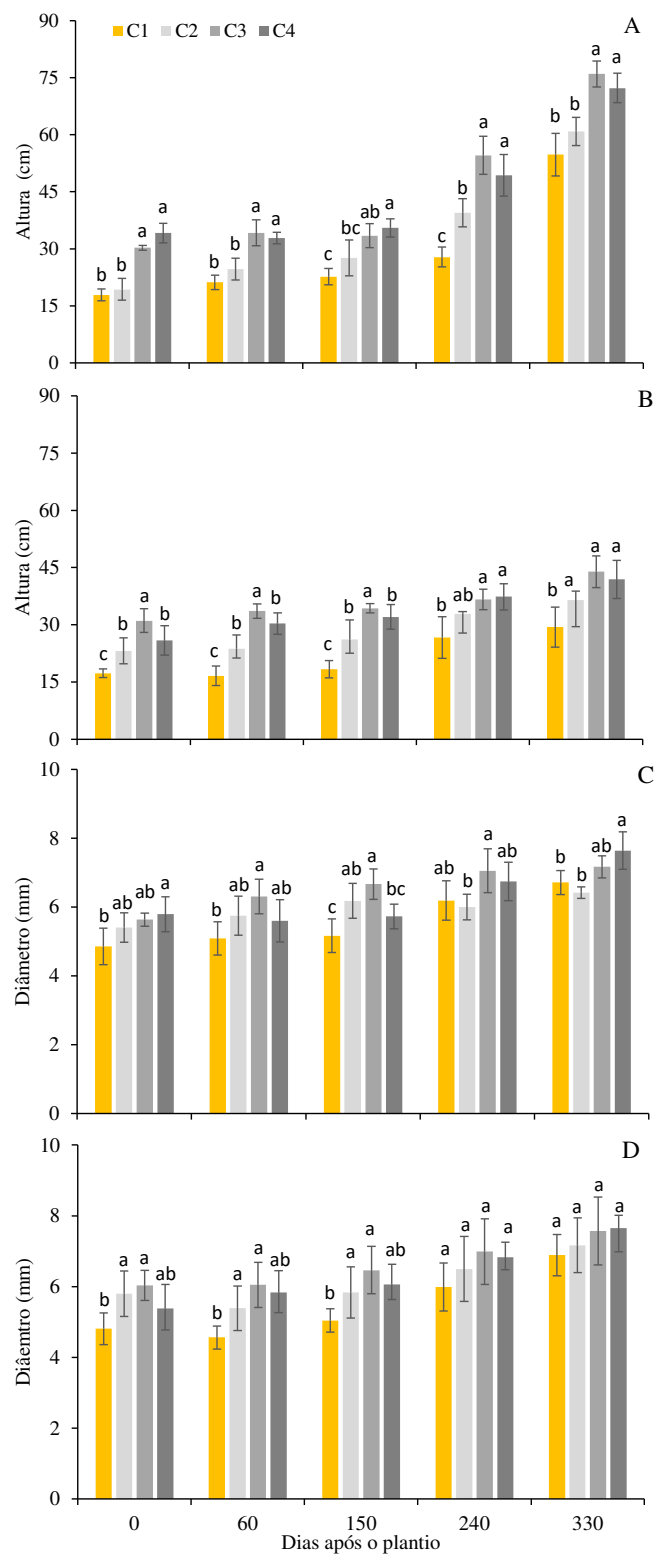 A
C1 C2 C3 C4
90
75
60
45
30
15
0
Altura (cm)
b b a a
b b a a
c bc ab a
c b a a
b b a a
B
90
75
60
45
30
15
0
Altura (cm)
c b a b
c b a b
c b a b
b ab a a
b a a a
C
10
8
6
4
2
0
Diâmetro (mm)
b ab ab a
b ab a ab
c ab a bc
ab b a ab
b b ab a
D
10
8
6
4
2
0
Diâemtro (mm)
b a a ab
b a a ab
b a a ab
a a a a
a a a a
0 60 150 240 330
Dias após o plantio